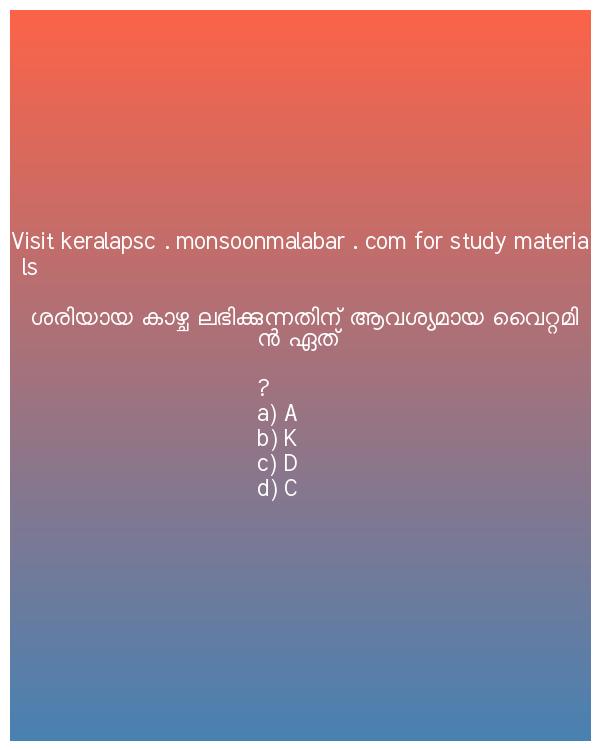 Visit keralapsc . monsoonmalabar . com for study materia
ls
ശരിയായ കാഴ്ച ലഭിക്കുന്നതിന് ആവശ്യമായ വൈറ്റമി
ൻ ഏത്
?
a) A
b) K
c) D
d) C